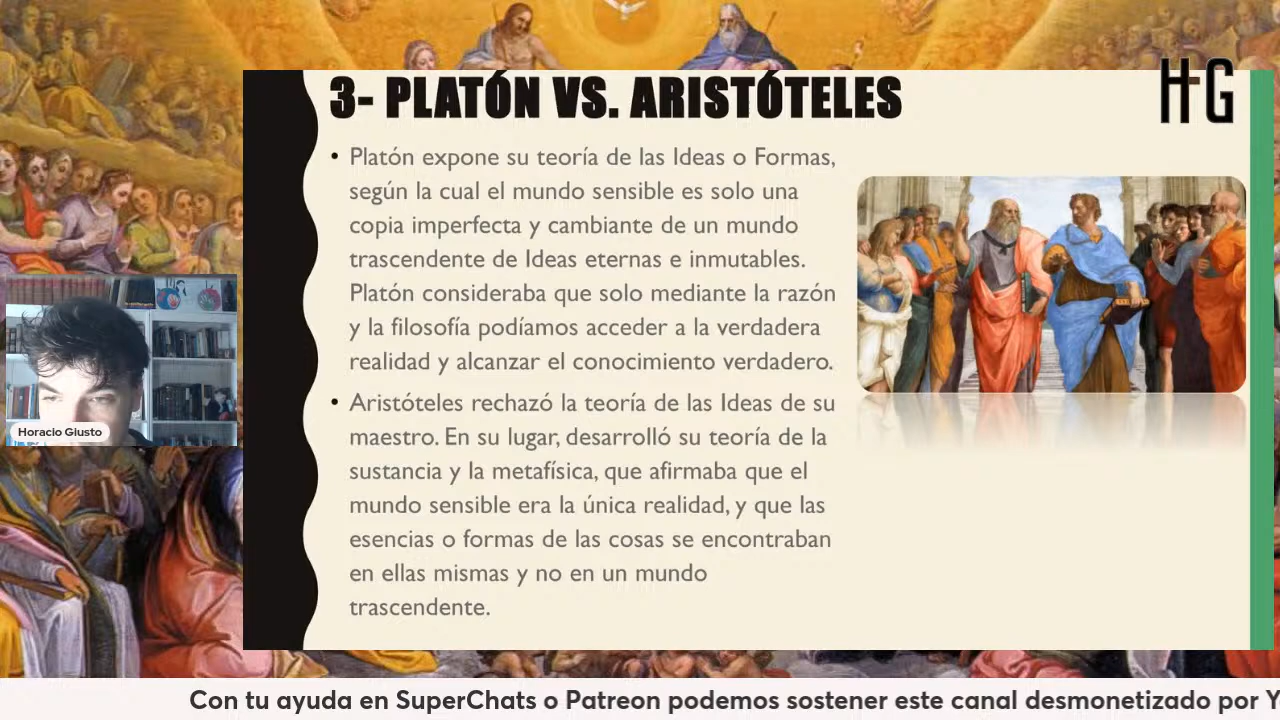 3- PLATÓN VS. ARISTÓTELES
H+G
• Platón expone su teoría de las Ideas o Formas,
según la cual el mundo sensible es solo una
copia imperfecta y cambiante de un mundo
trascendente de Ideas eternas e inmutables.
Platón consideraba que solo mediante la razón
y la filosofía podíamos acceder a la verdadera
realidad y alcanzar el conocimiento verdadero.
• Aristóteles rechazó la teoría de las Ideas de su
maestro. En su lugar, desarrolló su teoría de la
sustancia y la metafísica, que afirmaba que el
mundo sensible era la única realidad, y que las
esencias o formas de las cosas se encontraban
en ellas mismas y no en un mundo
trascendente.
Horacio Giusto
Con tu ayuda en SuperChats o Patreon podemos sostener este canal desmonetizado por Y